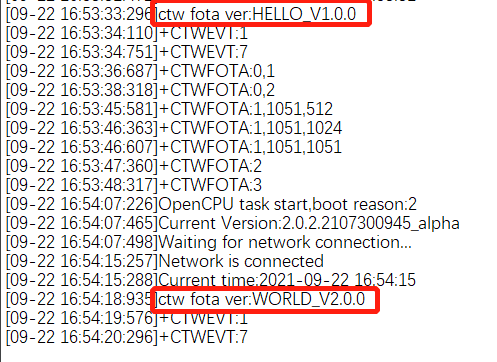 [09-22 16:53:33:296]ctw fota ver:HELLO_V1.0.0
[09-22 16:53:34:110]+CTWEVT:1
[09-22 16:53:34:751]+CTWEVT:7
[09-22 16:53:36:687]+CTWFOTA:0,1
[09-22 16:53:38:318]+CTWFOTA:0,2
[09-22 16:53:45:581]+CTWFOTA:1,1051,512
[09-22 16:53:46:363]+CTWFOTA:1,1051,1024
[09-22 16:53:46:607]+CTWFOTA:1,1051,1051
[09-22 16:53:47:360]+CTWFOTA:2
[09-22 16:53:48:317]+CTWFOTA:3
[09-22 16:54:07:226]OpenCPU task start,boot reason:2
[09-22 16:54:07:465]Current Version:2.0.2.2107300945_alpha
[09-22 16:54:07:498]Waiting for network connection...
[09-22 16:54:15:257]Network is connected
[09-22 16:54:15:288]Current time:2021-09-22 16:54:15
[09-22 16:54:18:935]ctw fota ver:WORLD_V2.0.0
[09-22 16:54:19:576]+CTWEVT:1
[09-22 16:54:20:296]+CTWEVT:7